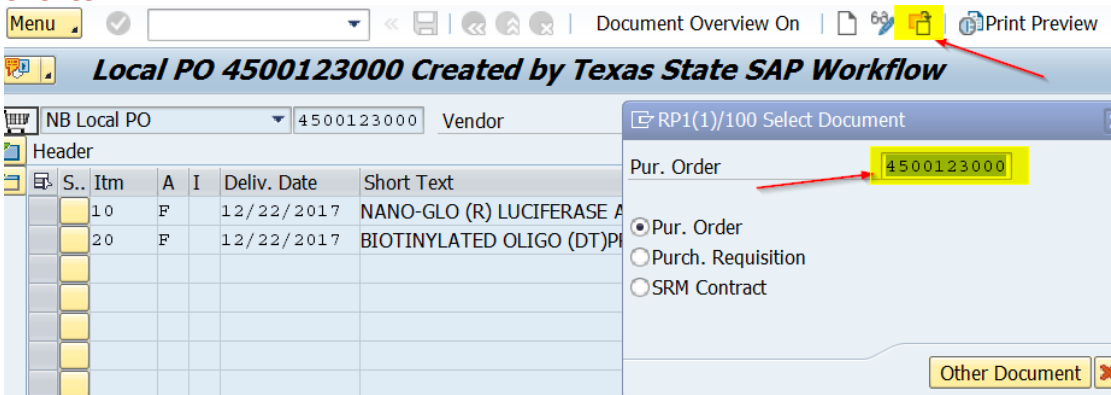 Menu Document Overview On Print Preview
Local PO 4500123000 Created by Texas State SAP Workflow
NB Local PO 4500123000 Vendor
Header
S.. Itm A I Deliv. Date Short Text
10 F 12/22/2017 NANO-GLO (R) LUCIFERASE
20 F 12/22/2017 BIOTINYLATED OLIGO
RP1(1)/100 Select Document
Pur. Order 4500123000
Pur. Order
Purch. Requisition
SRM Contract
Other Document